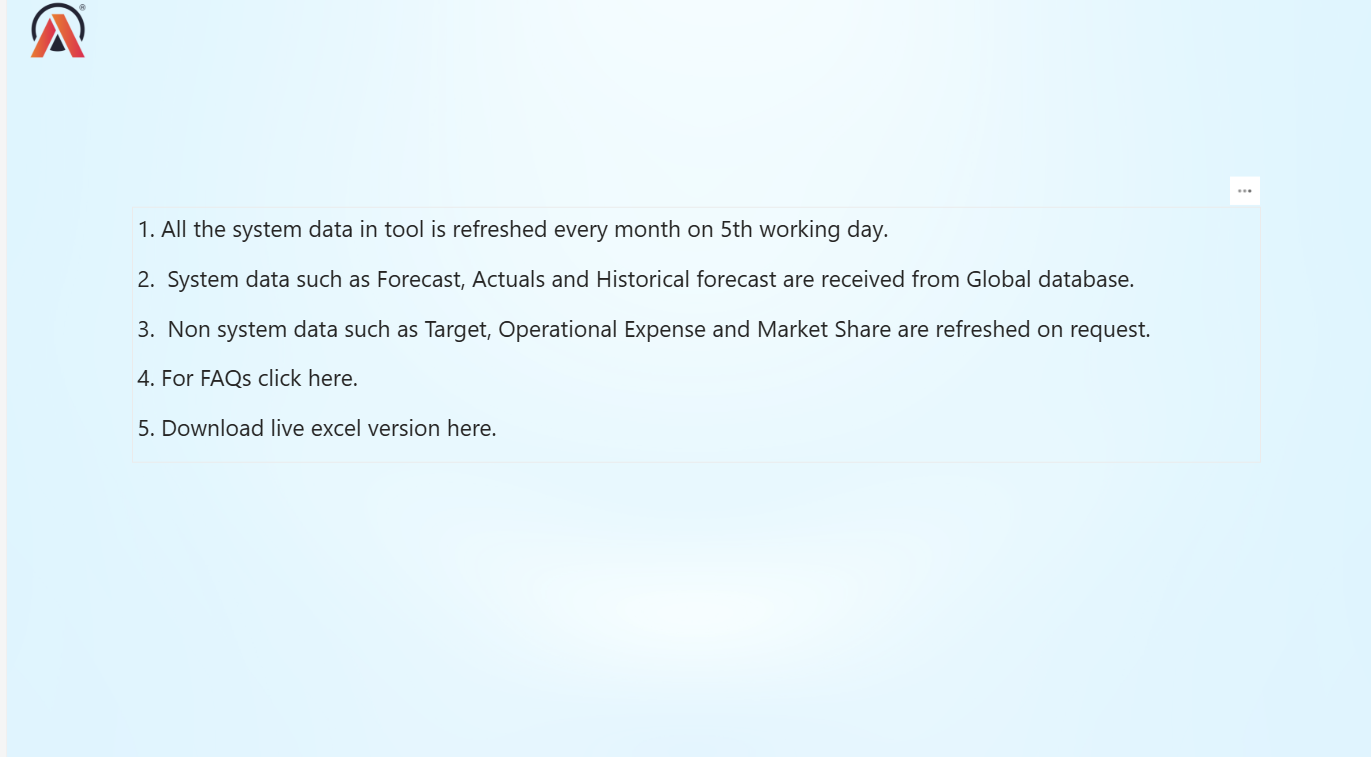 ®
1. All the system data in tool is refreshed every month on 5th working day.
2.  System data such as Forecast, Actuals and Historical forecast are received from Global database.
3.  Non system data such as Target, Operational Expense and Market Share are refreshed on request.
4. For FAQs click here.
5. Download live excel version here.